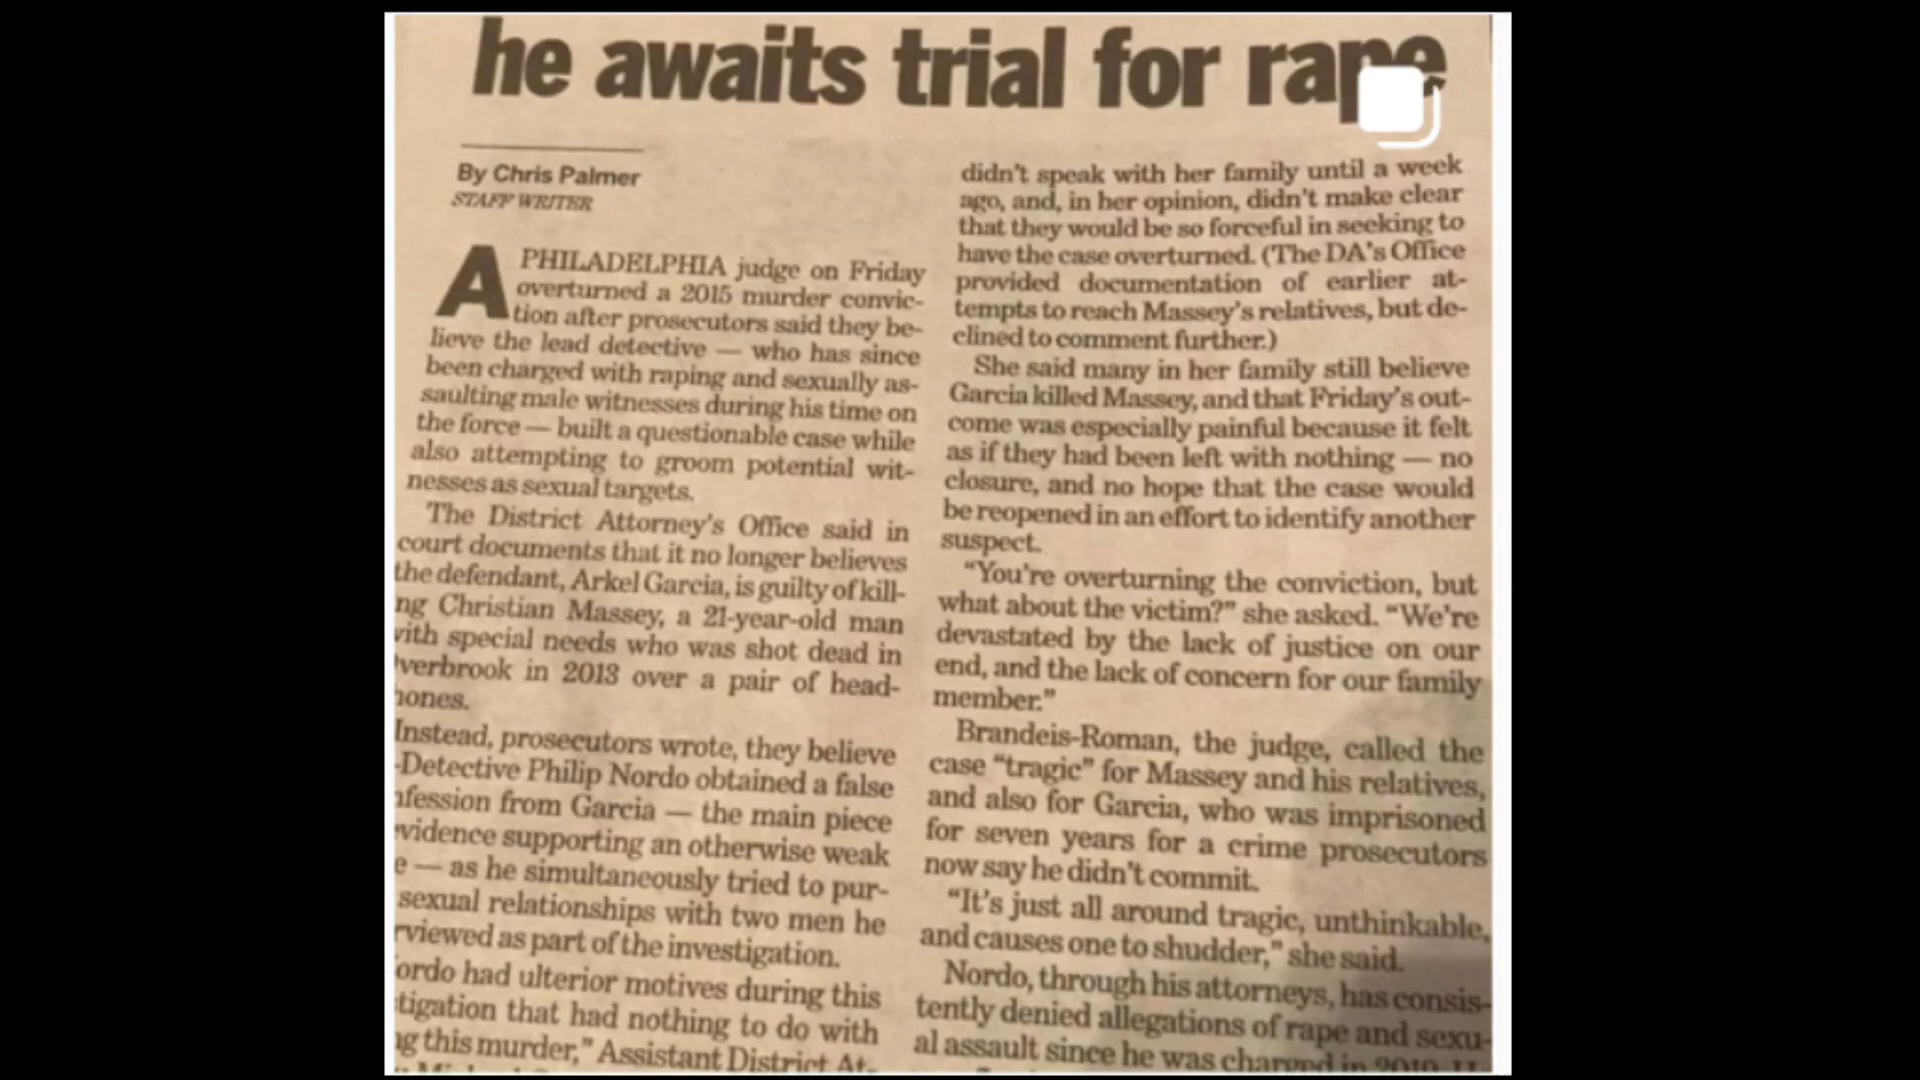 he awaits trial for rape
By Chris Palmer
STAFF WRITER
A PHILADELPHIA judge on Friday
overturned a 2015 murder convic-
tion after prosecutors said they be-
lieve the lead detective — who has since
been charged with raping and sexually as-
saulting male witnesses during his time on
the force — built a questionable case while
also attempting to groom potential wit-
nesses as sexual targets.
The District Attorney's Office said in
court documents that it no longer believes
the defendant, Arkel Garcia, is guilty of kill-
ng Christian Massey, a 21-year-old man
with special needs who was shot dead in
verbrook in 2013 over a pair of head-
hones.
Instead, prosecutors wrote, they believe
-Detective Philip Nordo obtained a false
nfession from Garcia — the main piece
evidence supporting an otherwise weak
e — as he simultaneously tried to pur-
sexual relationships with two men he
rviewed as part of the investigation.
ordo had ulterior motives during this
tigation that had nothing to do with
ng this murder,” Assistant District At-
didn't speak with her family until a week
ago, and, in her opinion, didn't make clear
that they would be so forceful in seeking to
have the case overturned. (The DA's Office
provided documentation of earlier at-
tempts to reach Massey's relatives, but de-
clined to comment further.)
She said many in her family still believe
Garcia killed Massey, and that Friday's out-
come was especially painful because it felt
as if they had been left with nothing — no
closure, and no hope that the case would
be reopened in an effort to identify another
suspect.
“You're overturning the conviction, but
what about the victim?” she asked. “We're
devastated by the lack of justice on our
end, and the lack of concern for our family
member.”
Brandeis-Roman, the judge, called the
case “tragic” for Massey and his relatives,
and also for Garcia, who was imprisoned
for seven years for a crime prosecutors
now say he didn't commit.
“It's just all around tragic, unthinkable,
and causes one to shudder,” she said.
Nordo, through his attorneys, has consis-
tently denied allegations of rape and sexu-
al assault since he was charged in 2019.